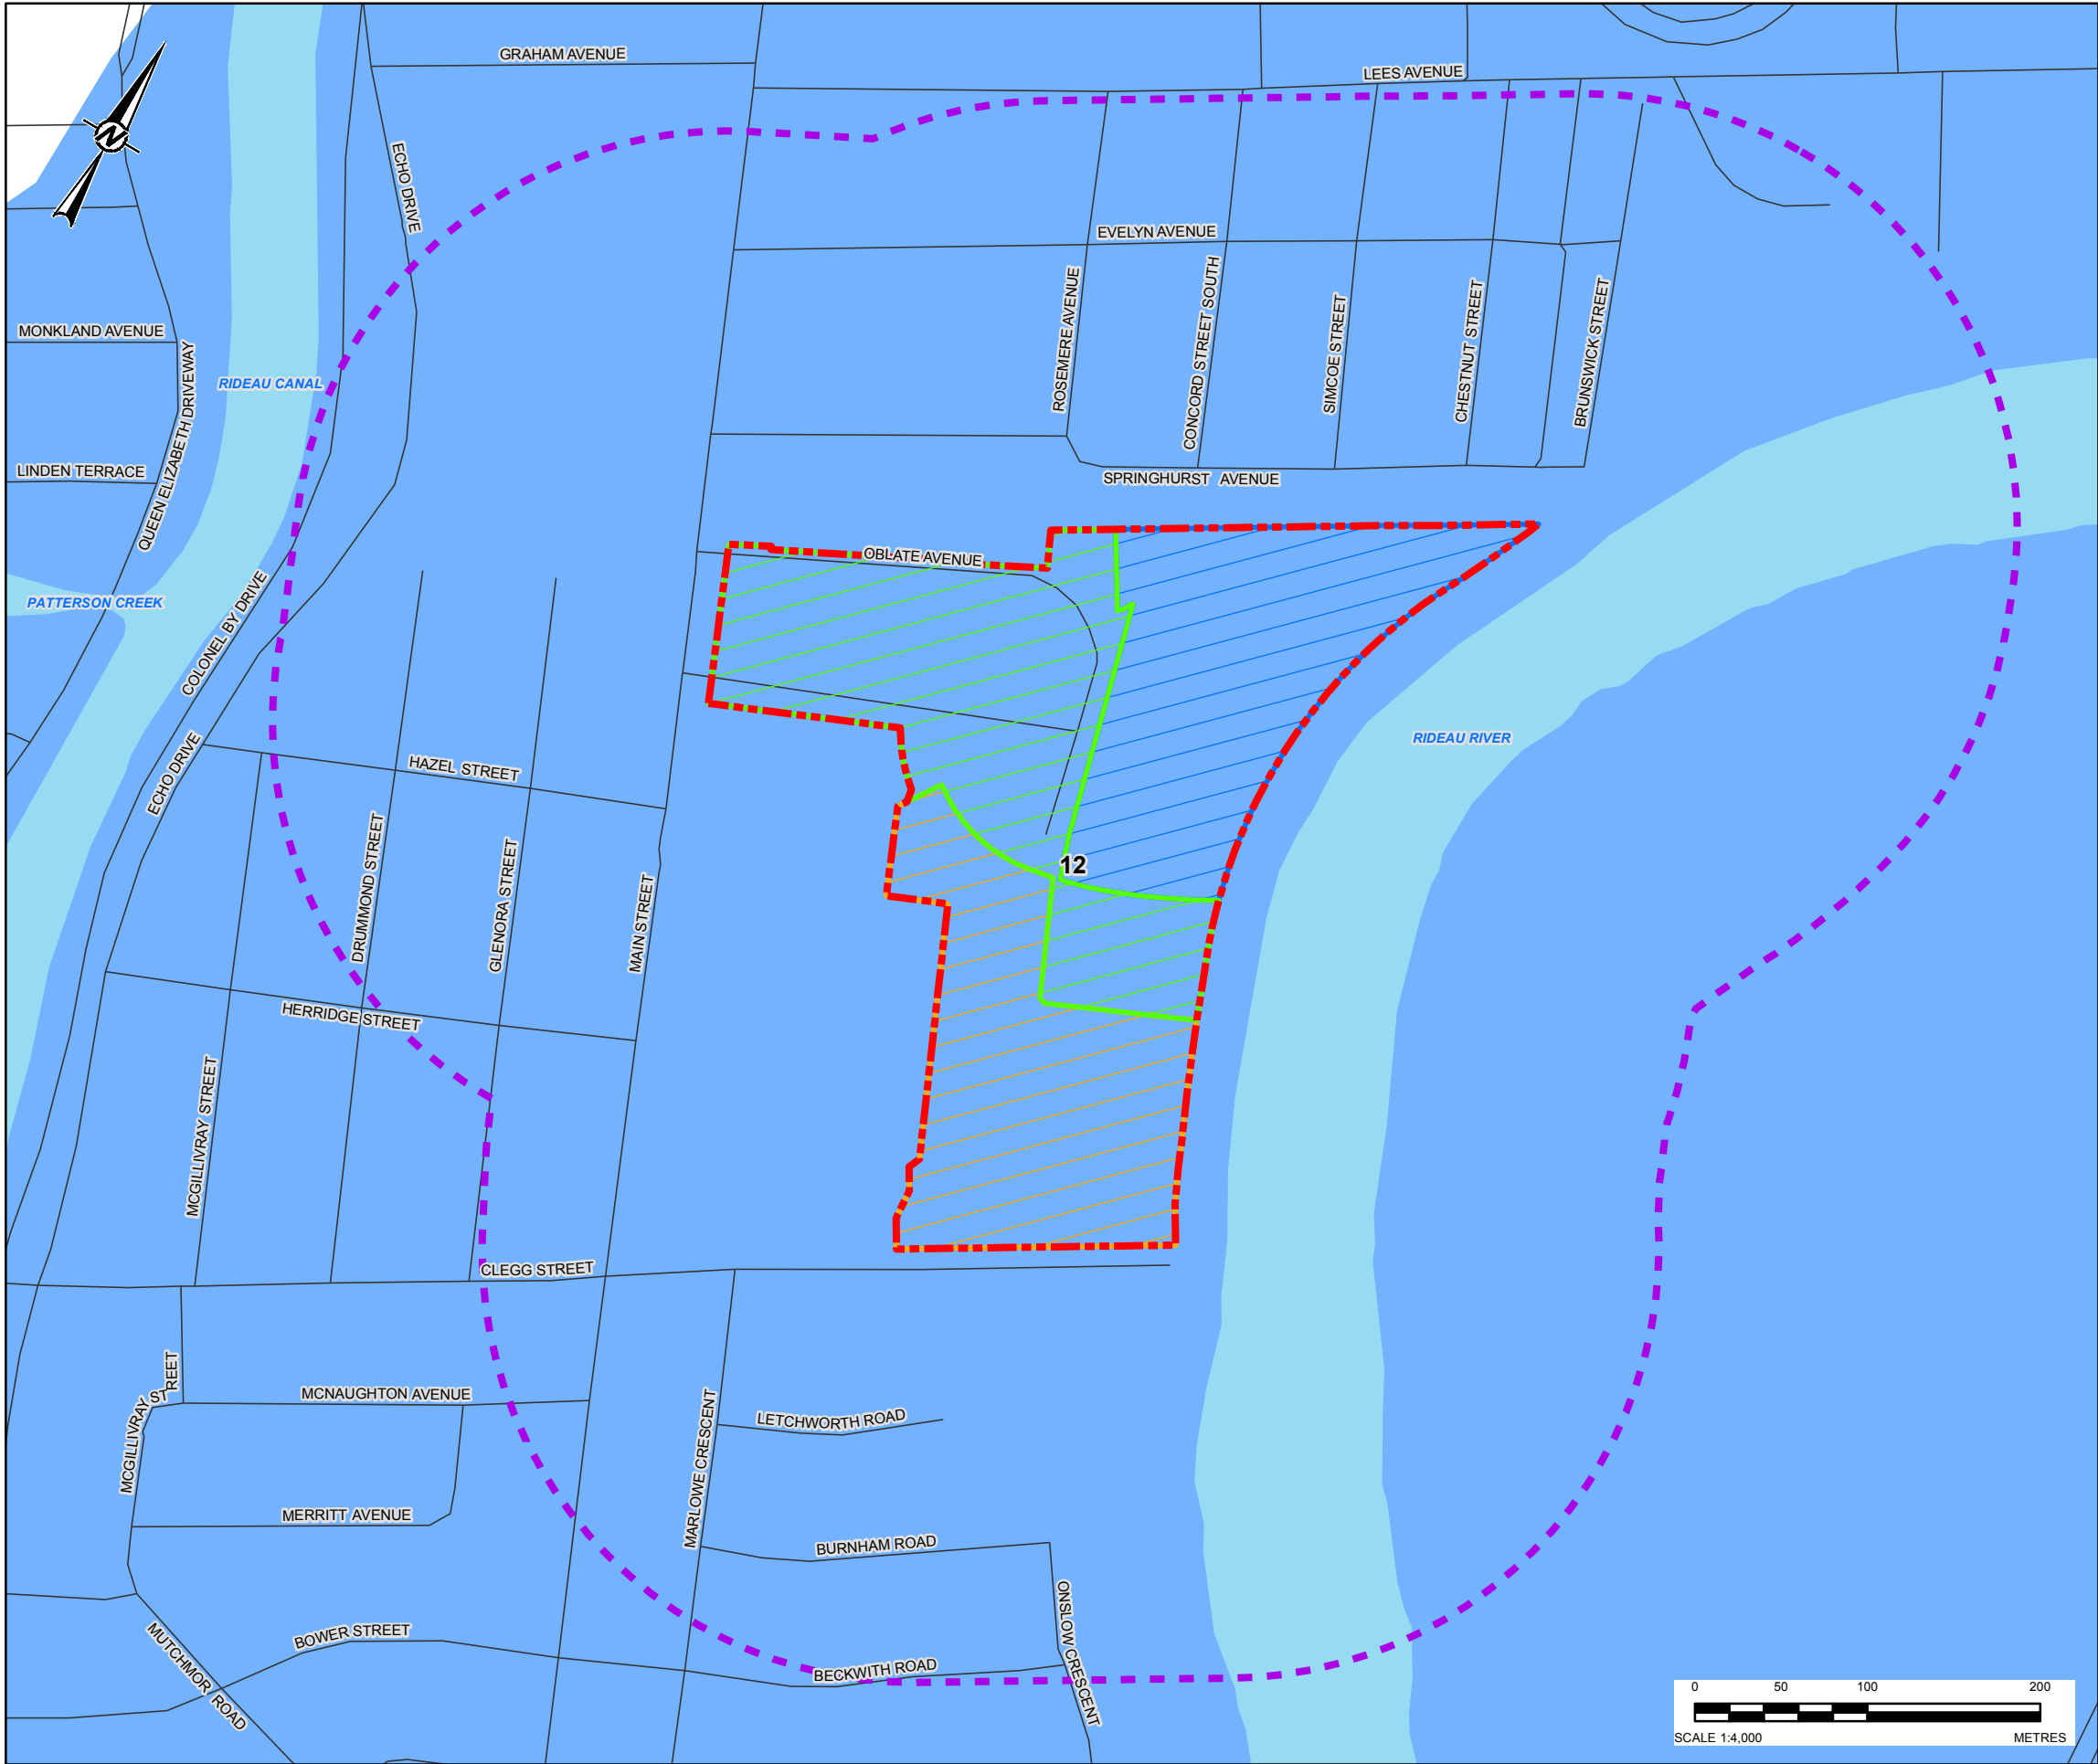 GRAHAM AVENUE
LEES AVENUE
N
ECHO DRIVE
EVELYN AVENUE
MONKLAND AVENUE
QUEEN ELIZABETH DRIVEWAY
RIDEAU CANAL
ROSEMERE AVENUE
CONCORD STREET SOUTH
SIMCOE STREET
CHESTNUT STREET
BRUNSWICK STREET
LINDEN TERRACE
SPRINGHURST AVENUE
OBLATE AVENUE
PATTERSON CREEK
COLONEL BY DRIVE
RIDEAU RIVER
ECHO DRIVE
HAZEL STREET
DRUMMOND STREET
GLENORA STREET
MAIN STREET
12
HERRIDGE STREET
MCGILLIVRAY STREET
CLEGG STREET
MCGILLIVRAY STREET
MCNAUGHTON AVENUE
MARLOWE CRESCENT
LETCHWORTH ROAD
MERRITT AVENUE
BURNHAM ROAD
ONSLOW CRESCENT
MUTCHMOR ROAD
BOWER STREET
BECKWITH ROAD
0 50 100 200
SCALE 1:4,000 METRES